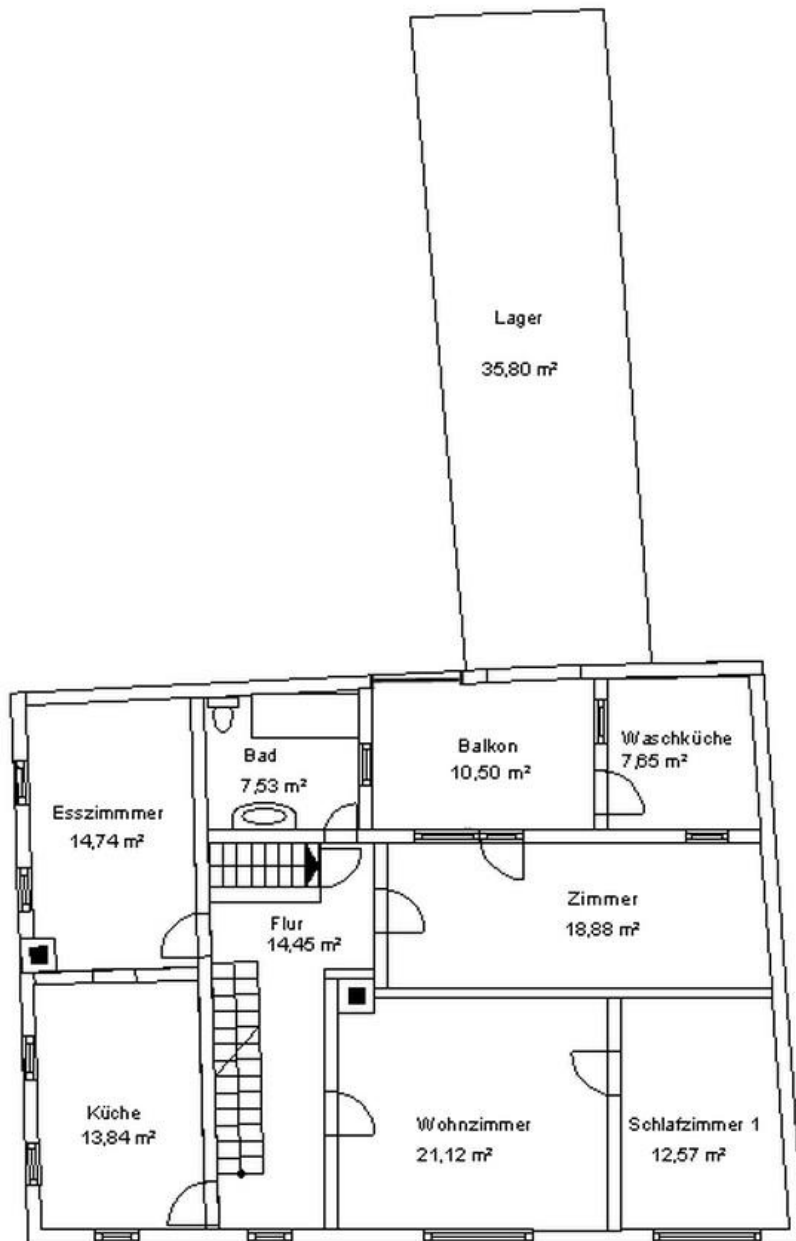 Lager
35,80 m²
Balkon
10,50 m²
Waschküche
7,65 m²
Bad
7,53 m²
Esszimmmer
14,74 m²
Zimmer
18,88 m²
Flur
14,45 m²
Küche
13,84 m²
Wohnzimmer
21,12 m²
Schlafzimmer 1
12,57 m²